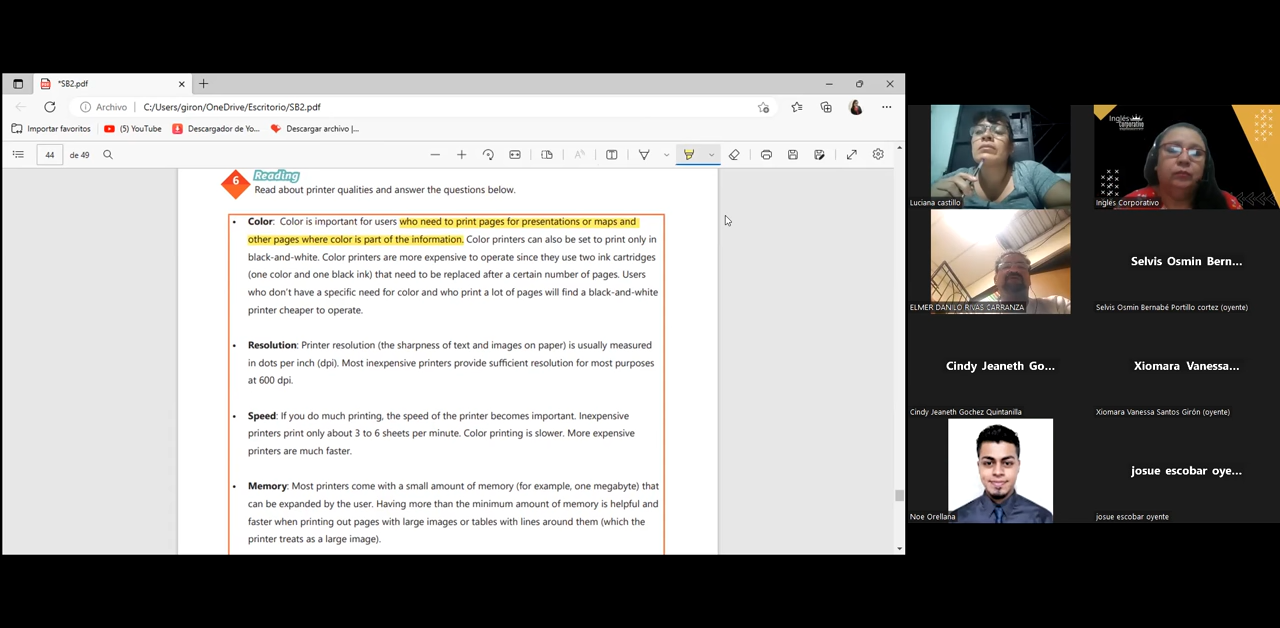 *SB2.pdf
Archivo
C:/Users/giron/OneDrive/Escritorio/SB2.pdf
Importar favoritos
(5) YouTube
Descargador de Yo...
Descargar archivo |...
44
de 49
6
Reading
Read about printer qualities and answer the questions below.
• Color: Color is important for users who need to print pages for presentations or maps and
other pages where color is part of the information. Color printers can also be set to print only in
black-and-white. Color printers are more expensive to operate since they use two ink cartridges
(one color and one black ink) that need to be replaced after a certain number of pages. Users
who don't have a specific need for color and who print a lot of pages will find a black-and-white
printer cheaper to operate.
• Resolution: Printer resolution (the sharpness of text and images on paper) is usually measured
in dots per inch (dpi). Most inexpensive printers provide sufficient resolution for most purposes
at 600 dpi.
• Speed: If you do much printing, the speed of the printer becomes important. Inexpensive
printers print only about 3 to 6 sheets per minute. Color printing is slower. More expensive
printers are much faster.
• Memory: Most printers come with a small amount of memory (for example, one megabyte) that
can be expanded by the user. Having more than the minimum amount of memory is helpful and
faster when printing out pages with large images or tables with lines around them (which the
printer treats as a large image).
Luciana castillo
Inglés
Corporativo
Inglés Corporativo
ELMER DANILO RIVAS CARRANZA
Selvis Osmin Bern...
Selvis Osmin Bernabé Portillo cortez (oyente)
Cindy Jeaneth Go...
Cindy Jeaneth Gochez Quintanilla
Xiomara Vanessa...
Xiomara Vanessa Santos Girón (oyente)
Noe Orellana
josue escobar oye...
josue escobar oyente